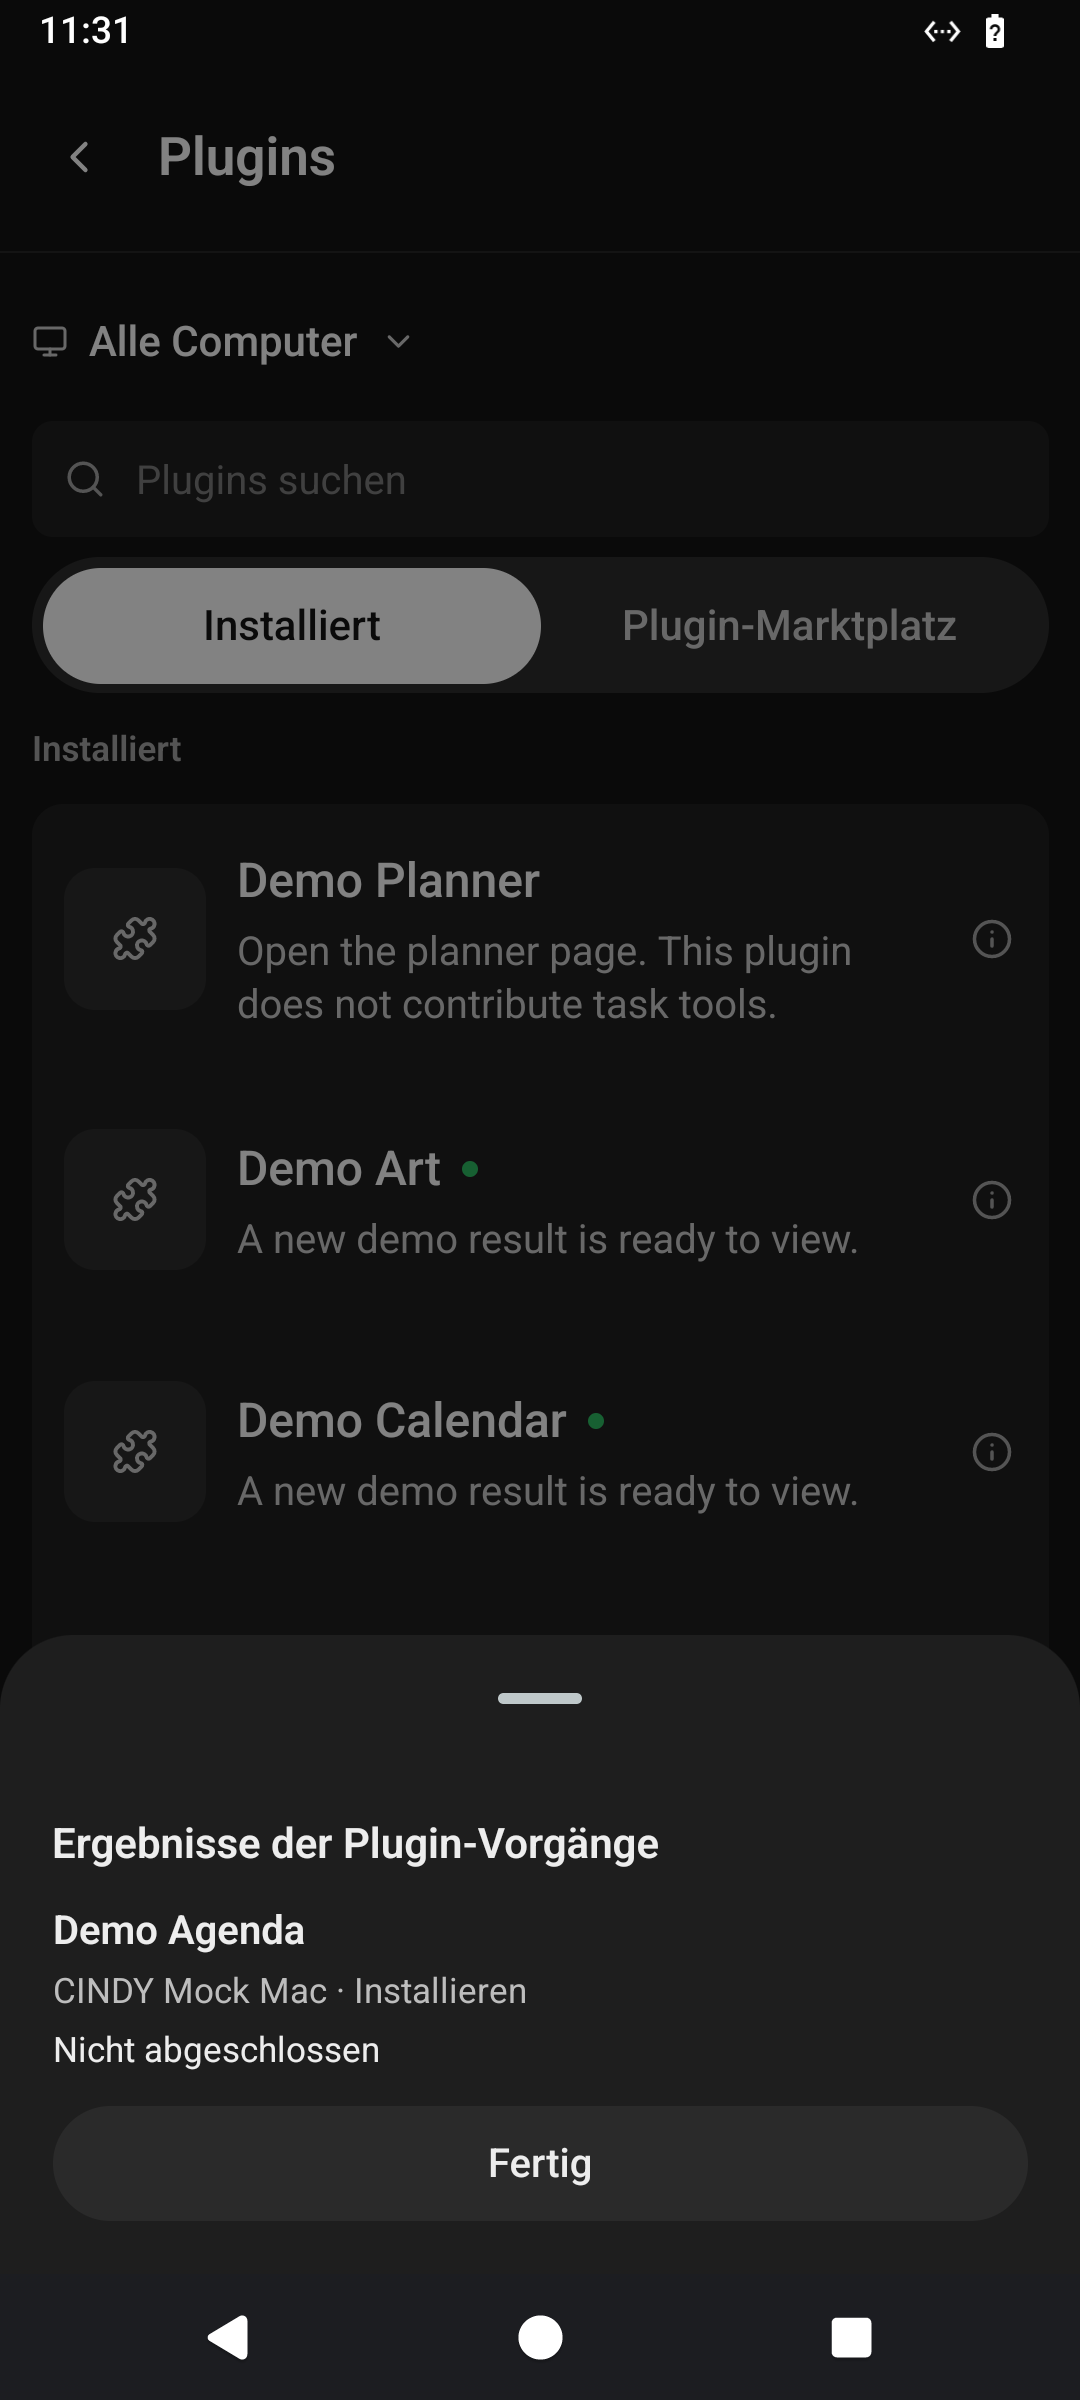 11:31
Plugins
Alle Computer
Plugins suchen
Installiert
Plugin-Marktplatz
Installiert
Demo Planner
Open the planner page. This plugin
does not contribute task tools.
Demo Art
A new demo result is ready to view.
Demo Calendar
A new demo result is ready to view.
Ergebnisse der Plugin-Vorgänge
Demo Agenda
CINDY Mock Mac · Installieren
Nicht abgeschlossen
Fertig